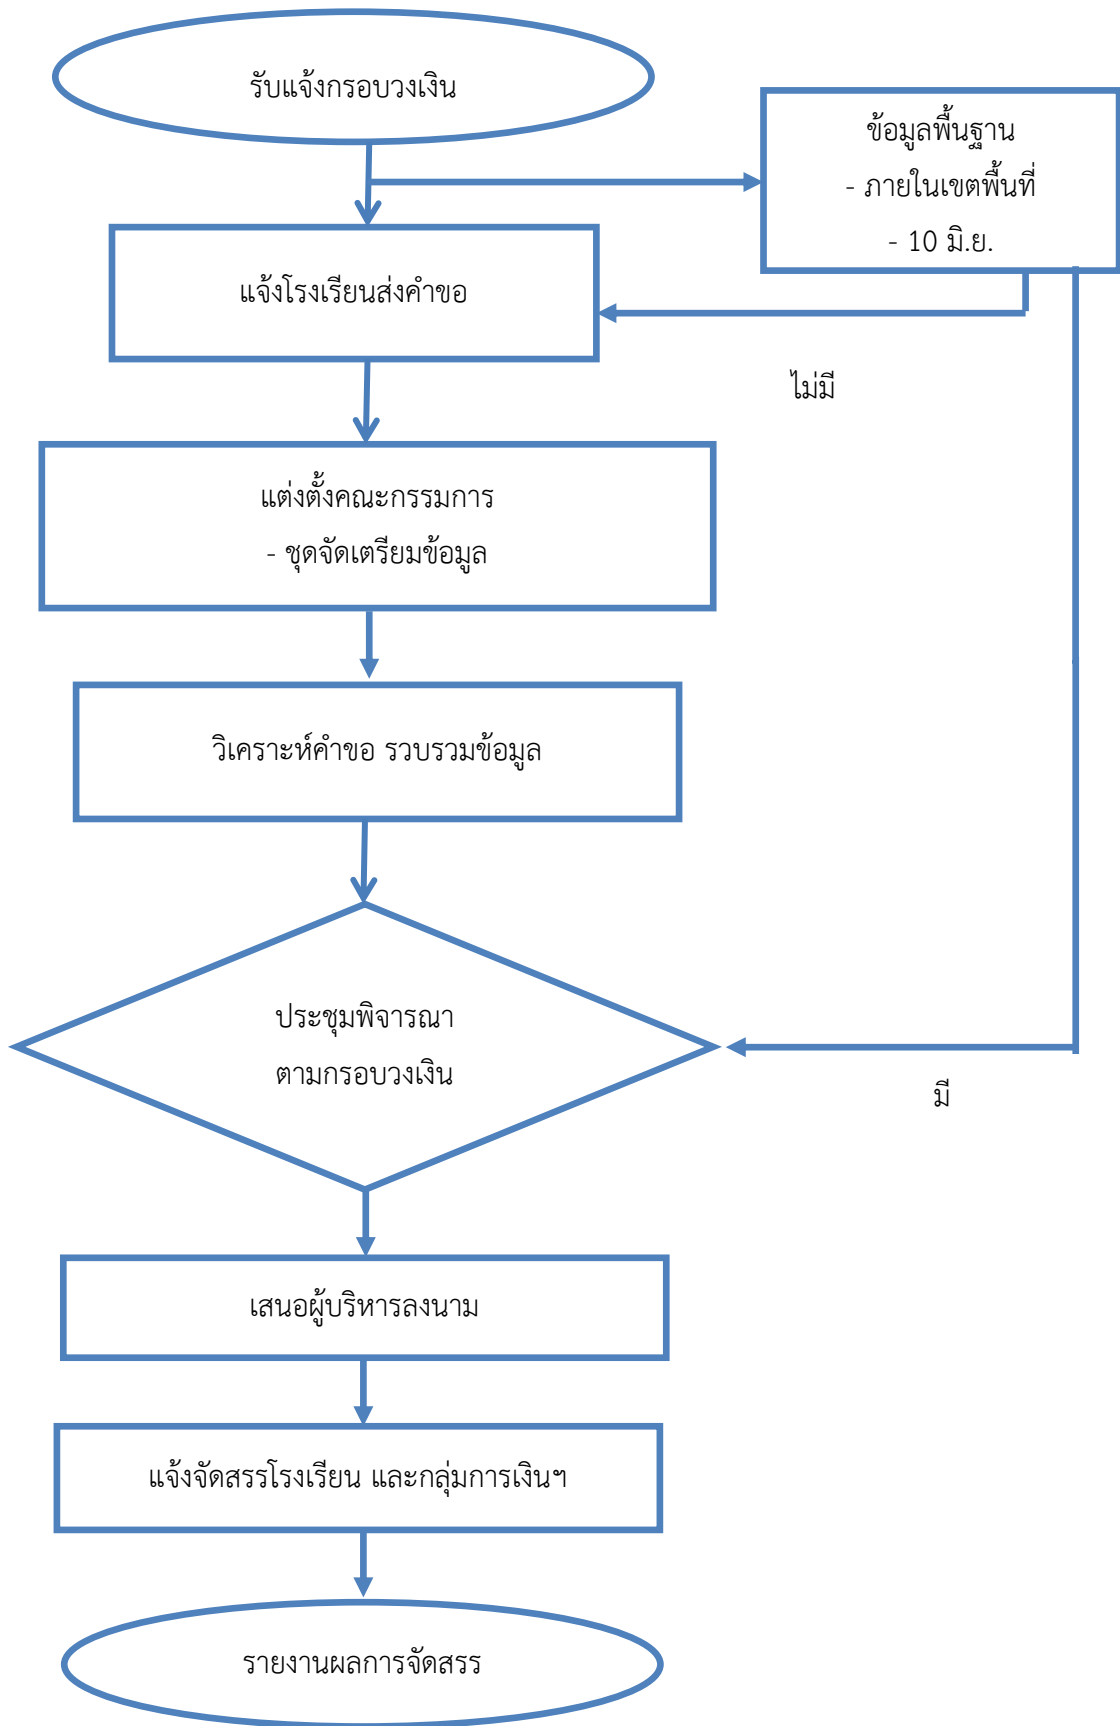 รับแจ้งกรอบวงเงิน
ข้อมูลพื้นฐาน
- ภายในเขตพื้นที่
- 10 มิ.ย.
แจ้งโรงเรียนส่งคำขอ
ไม่มี
แต่งตั้งคณะกรรมการ
- ชุดจัดเตรียมข้อมูล
วิเคราะห์คำขอ รวบรวมข้อมูล
ประชุมพิจารณา
ตามกรอบวงเงิน
มี
เสนอผู้บริหารลงนาม
แจ้งจัดสรรโรงเรียน และกลุ่มการเงินฯ
รายงานผลการจัดสรร